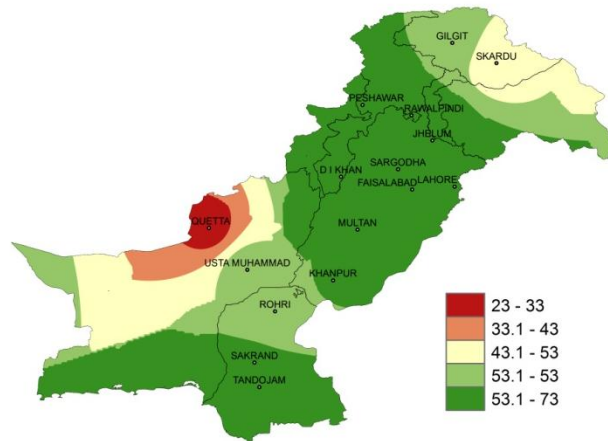 GILGIT
SKARDU
PESHAWAR
RAWALPINDI
JHBLUM
SARGODHA
D I KHAN
FAISALABAD
LAHORE
QUETTA
MULTAN
USTA MUHAMMAD
KHANPUR
ROHRI
SAKRAND
TANDOJAM
23 - 33
33.1 - 43
43.1 - 53
53.1 - 53
53.1 - 73